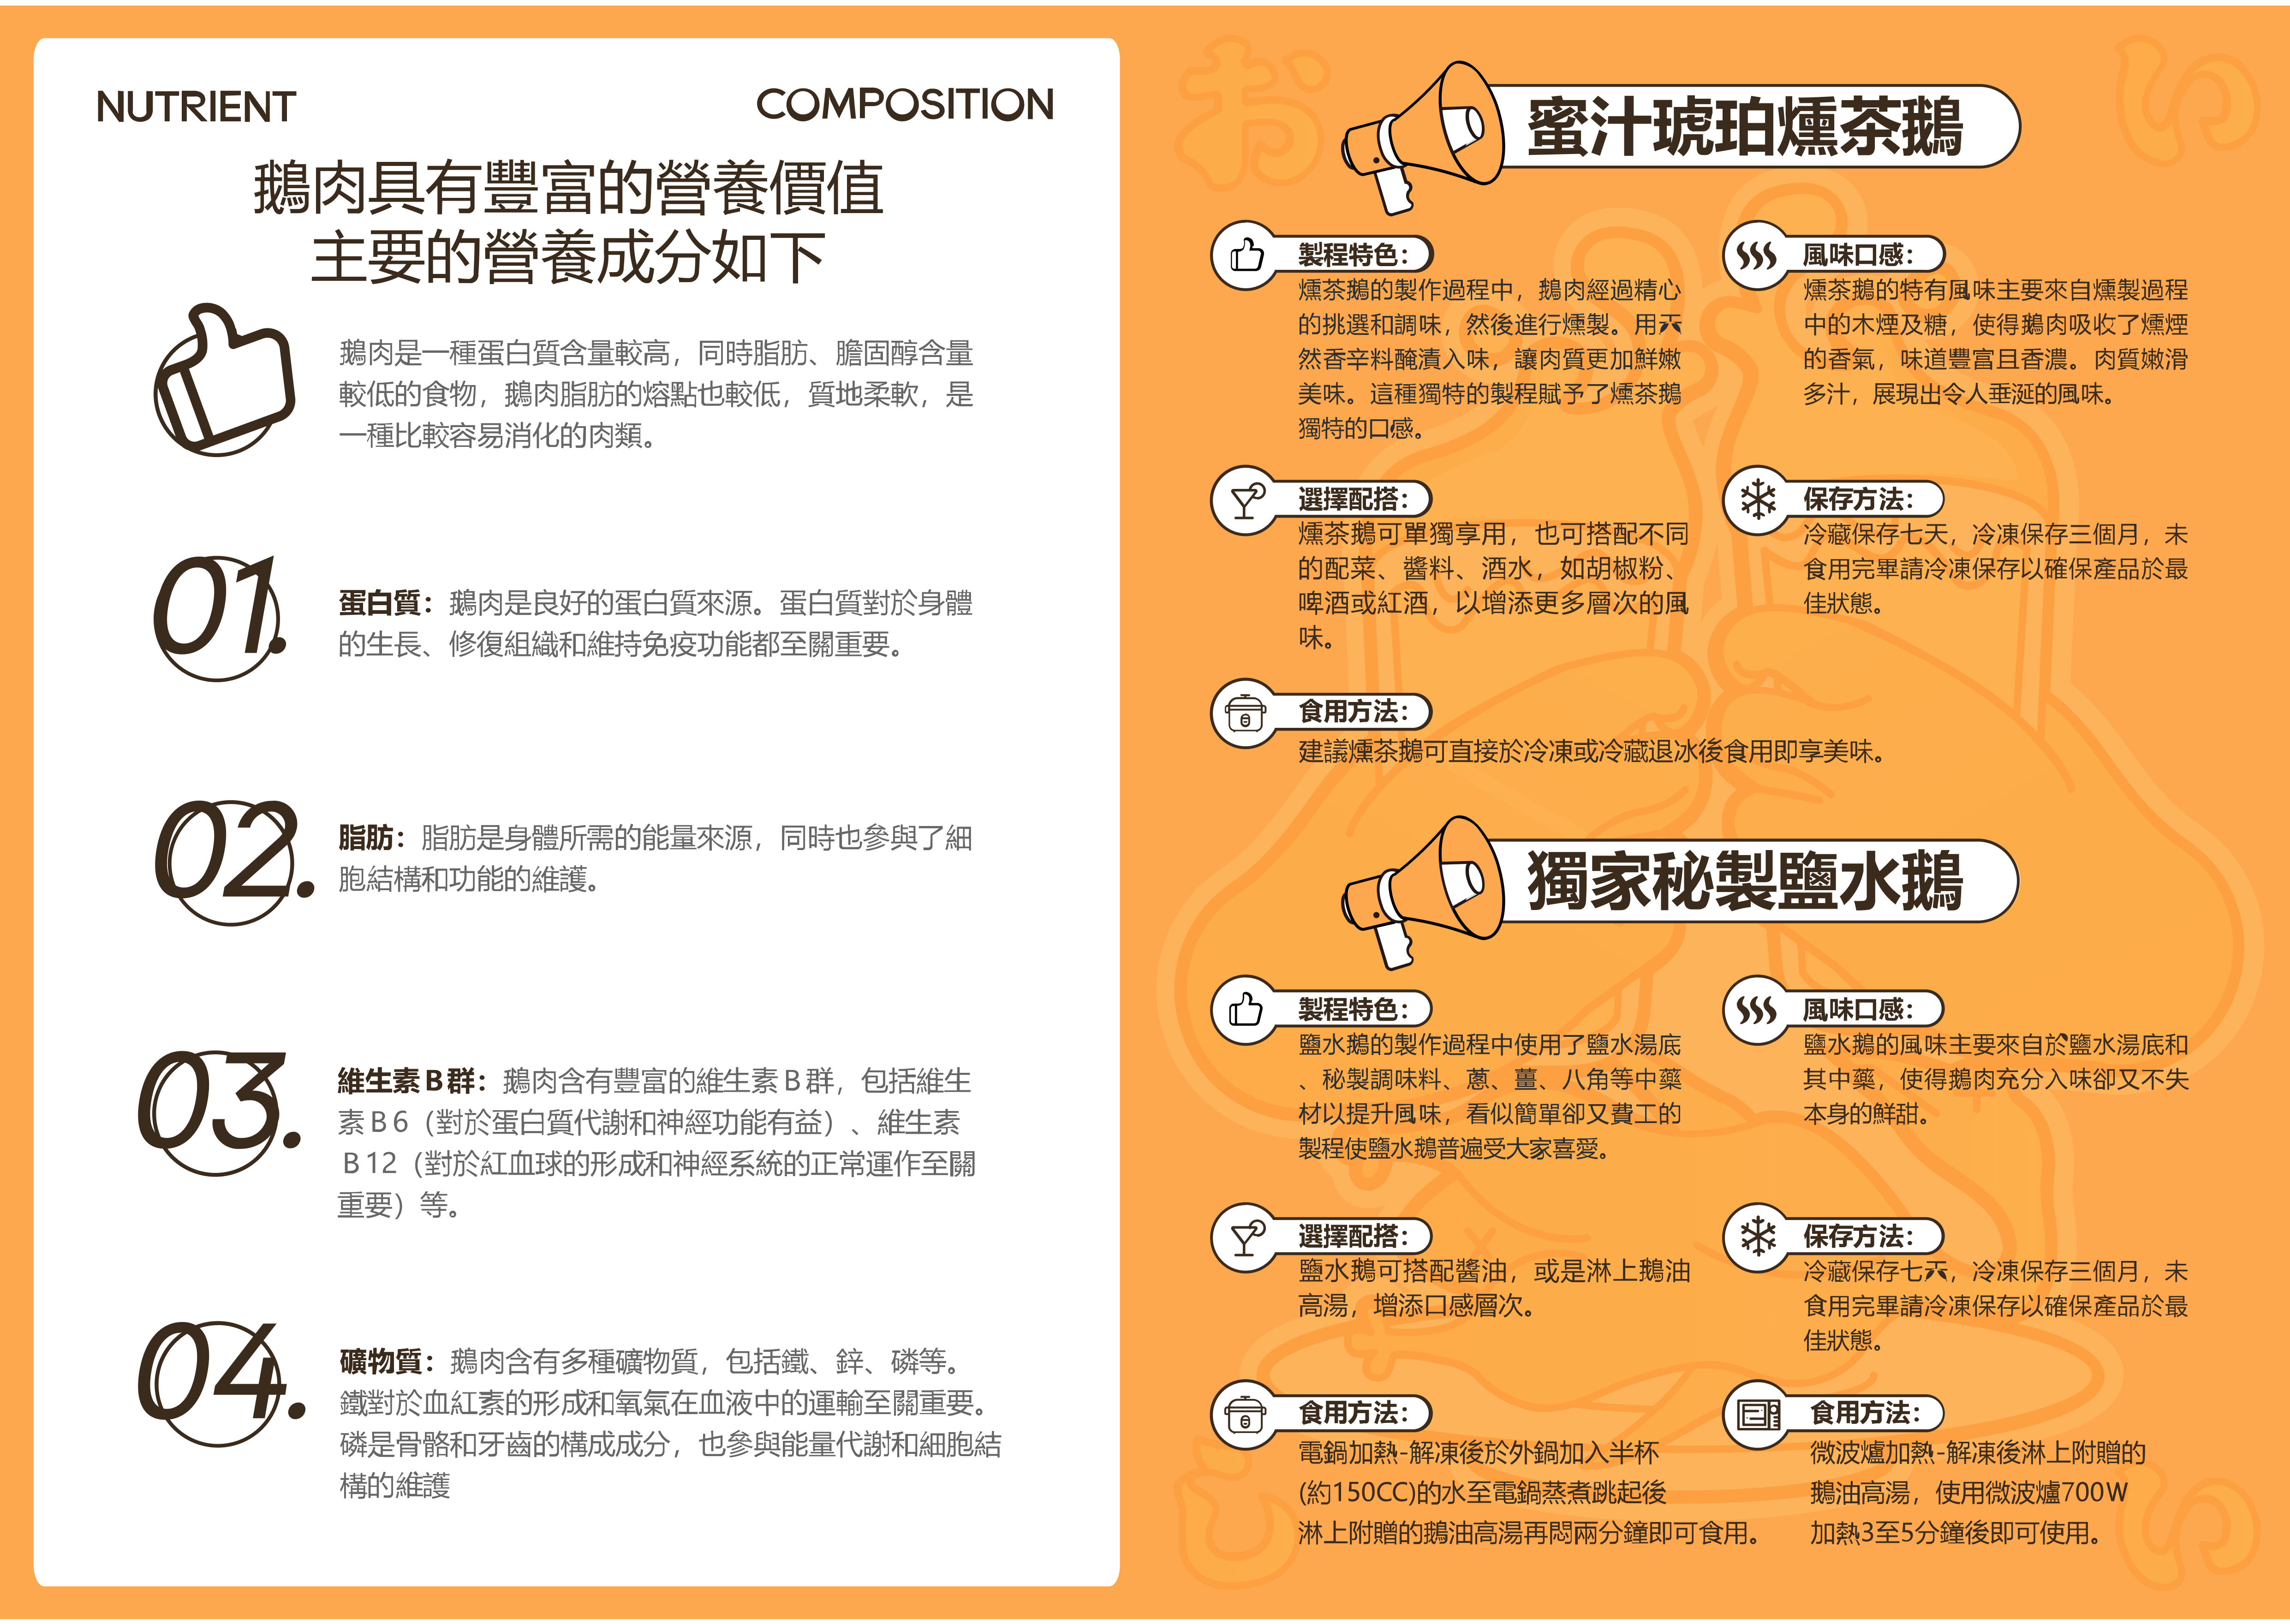 NUTRIENT
COMPOSITION
鵝肉具有豐富的營養價值
主要的營養成分如下
鵝肉是一種蛋白質含量較高，同時脂肪、膽固醇含量
較低的食物，鵝肉脂肪的熔點也較低，質地柔軟，是
一種比較容易消化的肉類。
01.
蛋白質：鵝肉是良好的蛋白質來源。蛋白質對於身體
的生長、修復組織和維持免疫功能都至關重要。
02.
脂肪：脂肪是身體所需的能量來源，同時也參與了細
胞結構和功能的維護。
03.
維生素B群：鵝肉含有豐富的維生素B群，包括維生
素B6（對於蛋白質代謝和神經功能有益）、維生素
B12（對於紅血球的形成和神經系統的正常運作至關
重要）等。
04.
礦物質：鵝肉含有多種礦物質，包括鐵、鋅、磷等。
鐵對於血紅素的形成和氧氣在血液中的運輸至關重要。
磷是骨骼和牙齒的構成成分，也參與能量代謝和細胞結
構的維護
お
い
蜜汁琥珀燻茶鵝
製程特色：
燻茶鵝的製作過程中，鵝肉經過精心
的挑選和調味，然後進行燻製。用天
然香辛料醃漬入味，讓肉質更加鮮嫩
美味。這種獨特的製程賦予了燻茶鵝
獨特的口感。
風味口感：
燻茶鵝的特有風味主要來自燻製過程
中的木煙及糖，使得鵝肉吸收了燻煙
的香氣，味道豐富且香濃。肉質嫩滑
多汁，展現出令人垂涎的風味。
選擇配搭：
燻茶鵝可單獨享用，也可搭配不同
的配菜、醬料、酒水，如胡椒粉、
啤酒或紅酒，以增添更多層次的風
味。
保存方法：
冷藏保存七天，冷凍保存三個月，未
食用完畢請冷凍保存以確保產品於最
佳狀態。
食用方法：
建議燻茶鵝可直接於冷凍或冷藏退冰後食用即享美味。
獨家秘製鹽水鵝
製程特色：
鹽水鵝的製作過程中使用了鹽水湯底
、秘製調味料、蔥、薑、八角等中藥
材以提升風味，看似簡單卻又費工的
製程使鹽水鵝普遍受大家喜愛。
風味口感：
鹽水鵝的風味主要來自於鹽水湯底和
其中藥，使得鵝肉充分入味卻又不失
本身的鮮甜。
選擇配搭：
鹽水鵝可搭配醬油，或是淋上鵝油
高湯，增添口感層次。
保存方法：
冷藏保存七天，冷凍保存三個月，未
食用完畢請冷凍保存以確保產品於最
佳狀態。
食用方法：
電鍋加熱-解凍後於外鍋加入半杯
(約150CC)的水至電鍋蒸煮跳起後
淋上附贈的鵝油高湯再悶兩分鐘即可食用。
食用方法：
微波爐加熱-解凍後淋上附贈的
鵝油高湯，使用微波爐700W
加熱3至5分鐘後即可使用。
し
い